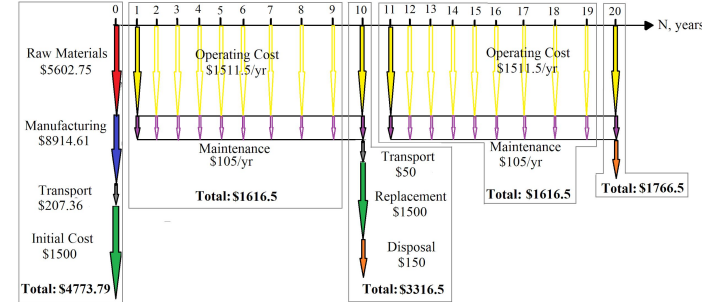 0 1 2 3 4 5 6 7 8 9 10 11 12 13 14 15 16 17 18 19 20
N, years
Raw Materials
$5602.75
Operating Cost
$1511.5/yr
Operating Cost
$1511.5/yr
Manufacturing
$8914.61
Maintenance
$105/yr
Transport
$50
Maintenance
$105/yr
Transport
$207.36
Total: $1616.5
Replacement
$1500
Total: $1616.5
Total: $1766.5
Initial Cost
$1500
Disposal
$150
Total: $4773.79
Total: $3316.5